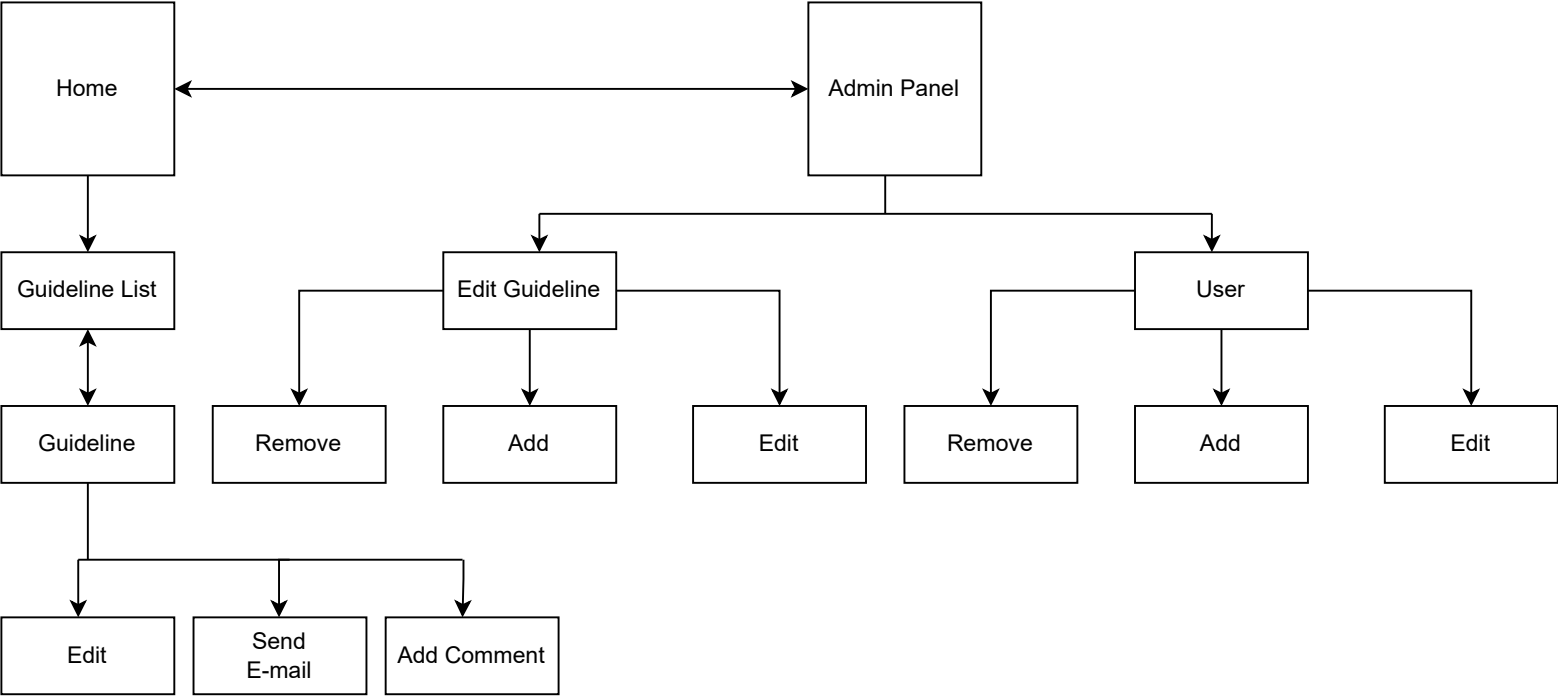 Home
Admin Panel
Guideline List
Edit Guideline
User
Guideline
Remove
Add
Edit
Remove
Add
Edit
Edit
Send
E-mail
Add Comment